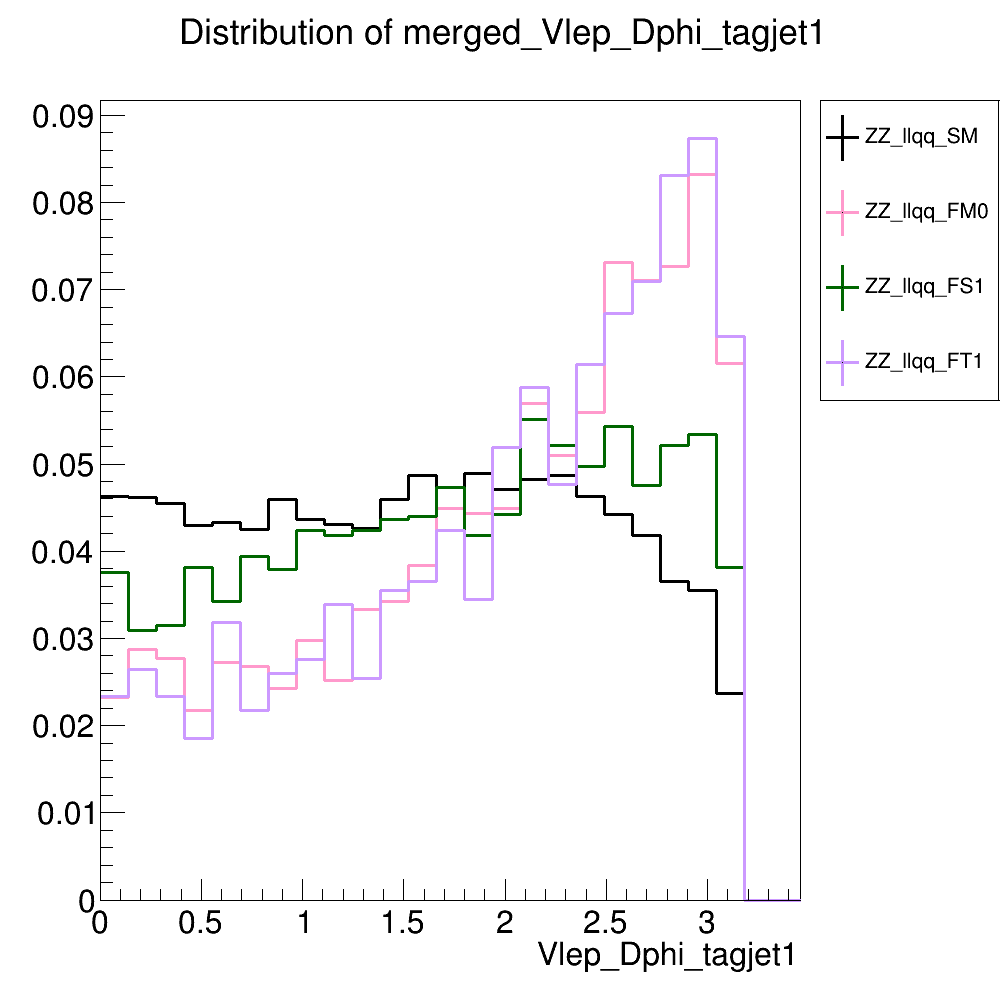 Distribution of merged_Vlep_Dphi_tagjet1
0.09
0.08
0.07
0.06
0.05
0.04
0.03
0.02
0.01
0
0 0.5 1 1.5 2 2.5 3
Vlep_Dphi_tagjet1
ZZ_llqq_SM
ZZ_llqq_FM0
ZZ_llqq_FS1
ZZ_llqq_FT1